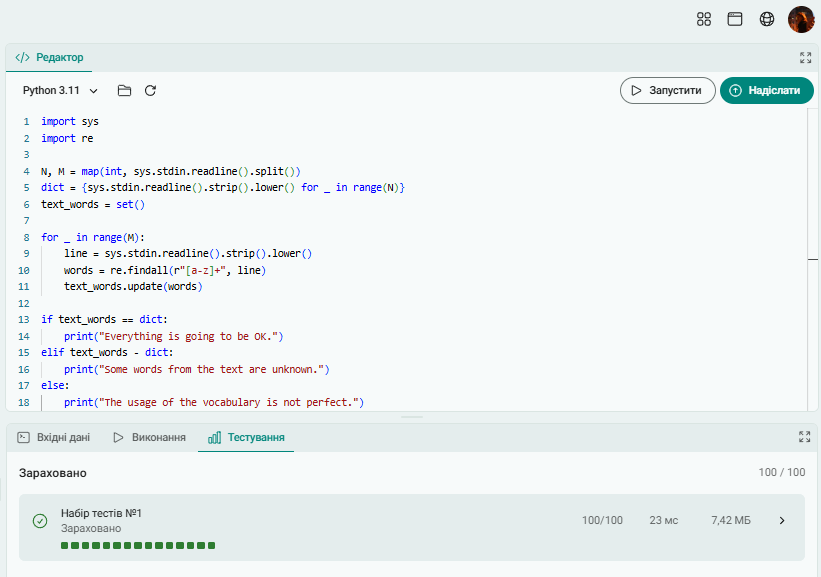 </> Редактор
Python 3.11
Запустити
Надіслати
1 import sys
2 import re
3
4 N, M = map(int, sys.stdin.readline().split())
5 dict = {sys.stdin.readline().strip().lower() for _ in range(N)}
6 text_words = set()
7
8 for _ in range(M):
9     line = sys.stdin.readline().strip().lower()
10     words = re.findall(r"[a-z]+", line)
11     text_words.update(words)
12
13 if text_words == dict:
14     print("Everything is going to be OK.")
15 elif text_words - dict:
16     print("Some words from the text are unknown.")
17 else:
18     print("The usage of the vocabulary is not perfect.")
Вхідні дані
Виконання
Тестування
Зараховано
100 / 100
Набір тестів №1
Зараховано
100/100
23 мс
7,42 МБ